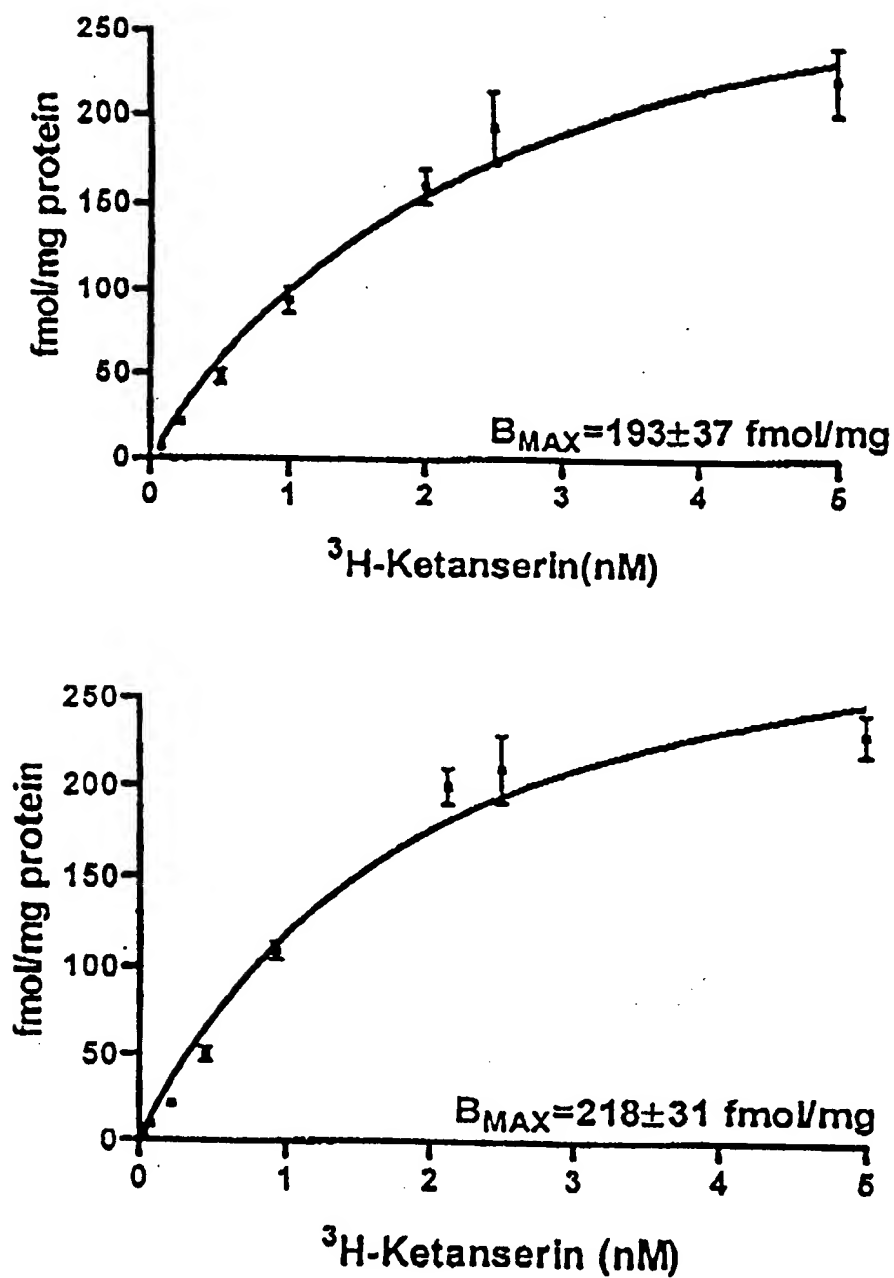 250
200
150
100
50
0
fmol/mg protein
B_MAX=193±37 fmol/mg
0 1 2 3 4 5
³H-Ketanserin(nM)
250
200
150
100
50
0
fmol/mg protein
B_MAX=218±31 fmol/mg
0 1 2 3 4 5
³H-Ketanserin (nM)